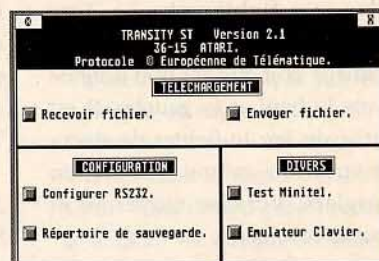 TRANSITY ST Version 2.1
36-15 ATARI.
Protocole © Européenne de Télématique.
TELECHARGEMENT
Recevoir fichier.
Envoyer fichier.
CONFIGURATION
Configurer RS232.
Répertoire de sauvegarde.
DIVERS
Test Minitel.
Emulateur Clavier.